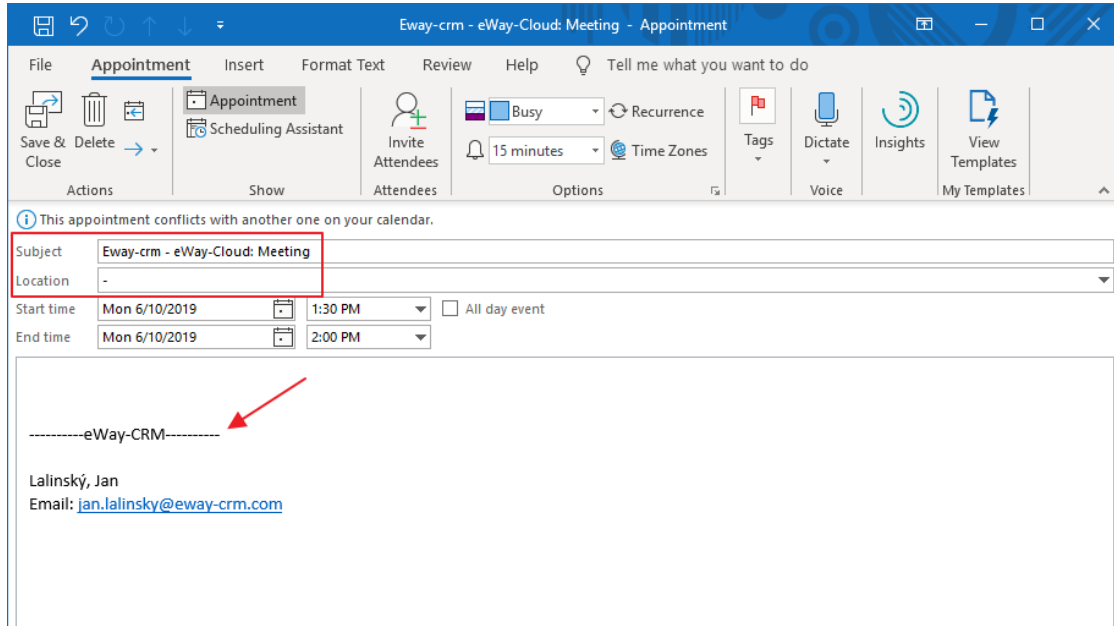 Eway-crm - eWay-Cloud: Meeting - Appointment
File Appointment Insert Format Text Review Help Tell me what you want to do
Save & Close
Delete
Appointment
Scheduling Assistant
Invite Attendees
Busy
Recurrence
15 minutes
Time Zones
Tags
Dictate
Insights
View Templates
Actions Show Attendees Options Voice My Templates
This appointment conflicts with another one on your calendar.
Subject Eway-crm - eWay-Cloud: Meeting
Location -
Start time Mon 6/10/2019 1:30 PM All day event
End time Mon 6/10/2019 2:00 PM
----------eWay-CRM----------
Lalinský, Jan
Email: jan.lalinsky@eway-crm.com